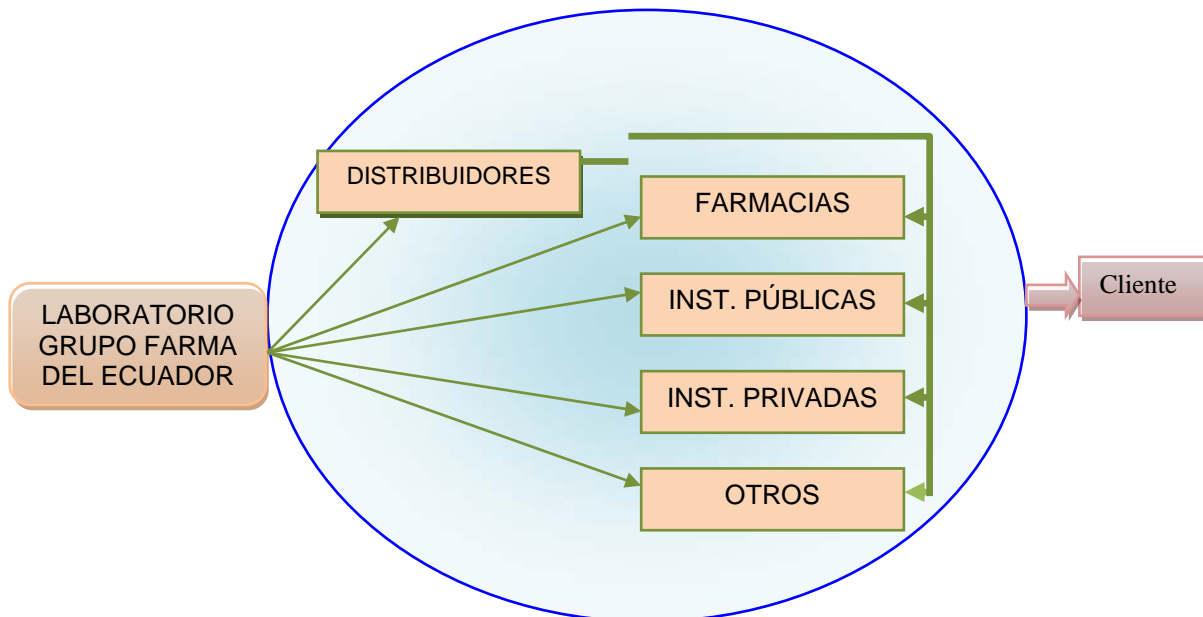 DISTRIBUIDORES
FARMACIAS
INST. PÚBLICAS
INST. PRIVADAS
OTROS
LABORATORIO
GRUPO FARMA
DEL ECUADOR
Cliente